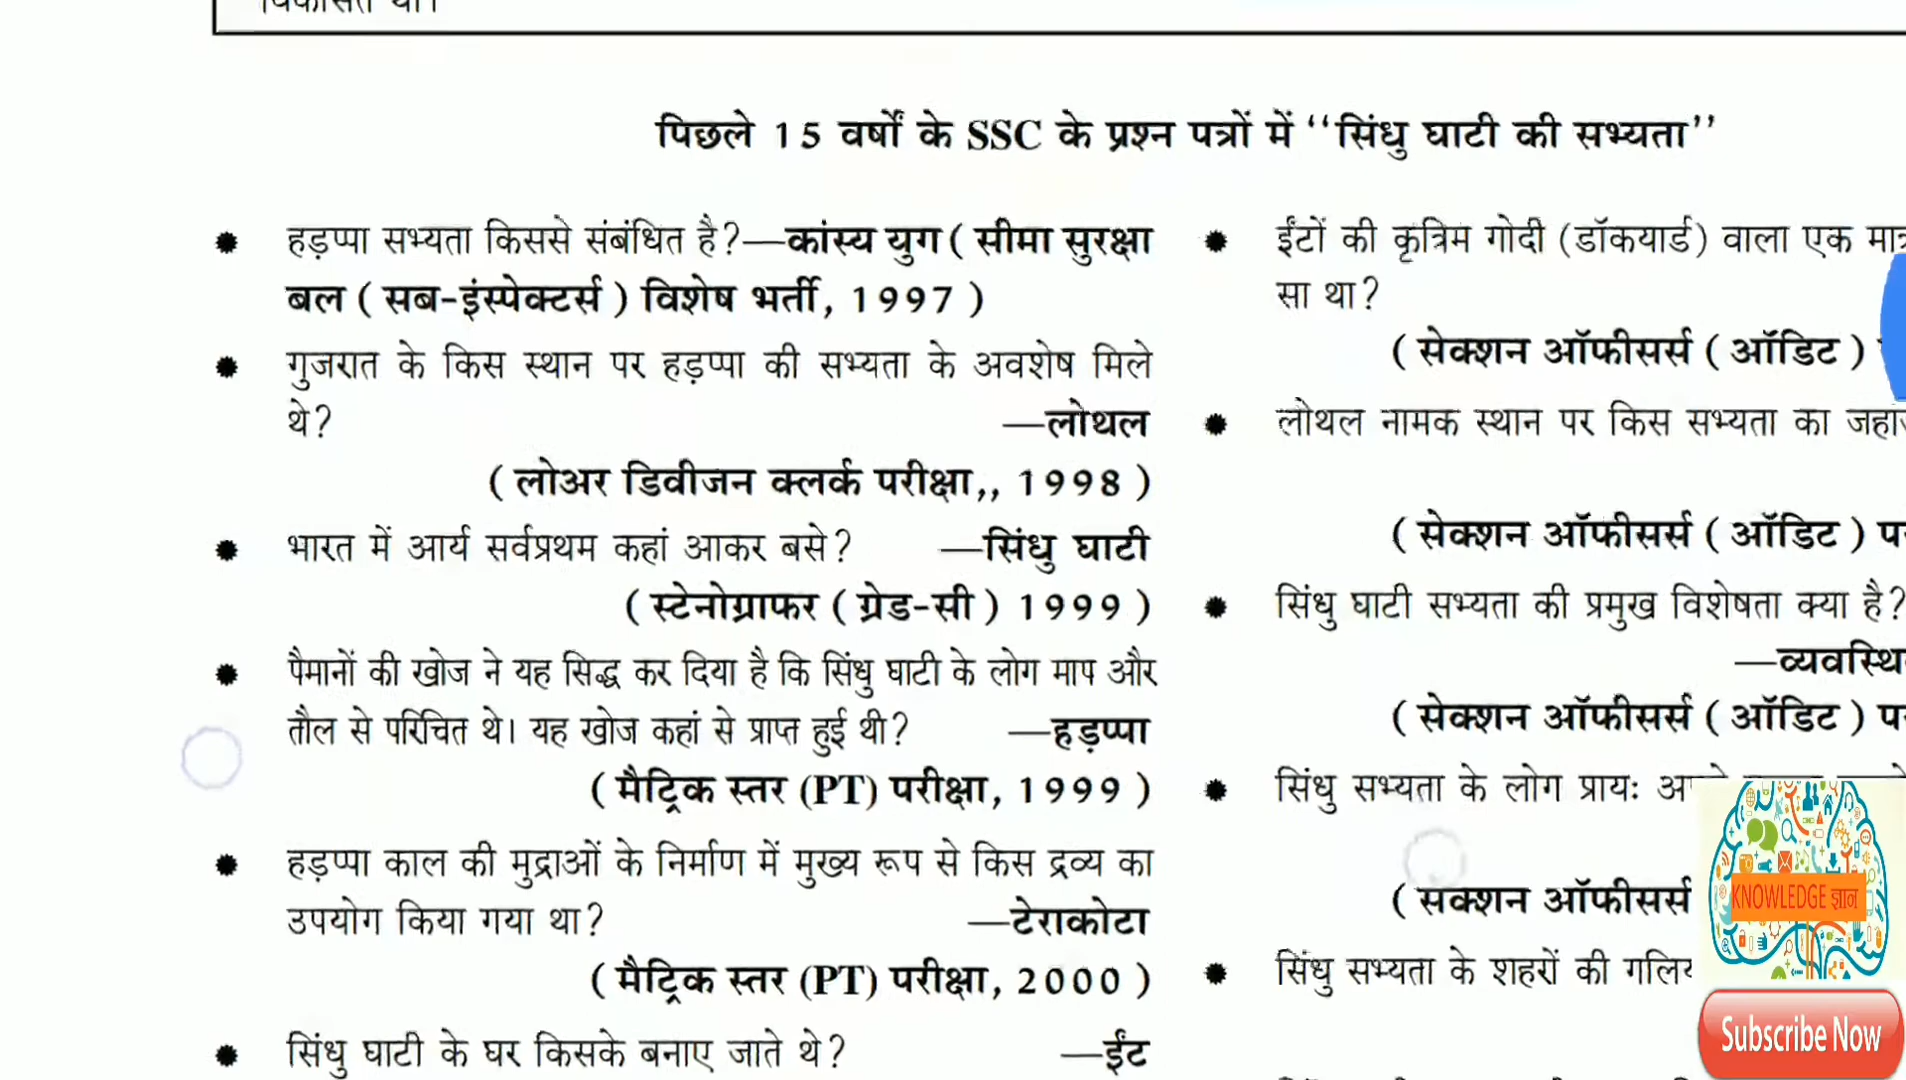 विकसित था।
पिछले 15 वर्षों के SSC के प्रश्न पत्रों में ‘‘सिंधु घाटी की सभ्यता’’
हड़प्पा सभ्यता किससे संबंधित है?—कांस्य युग ( सीमा सुरक्षा
बल ( सब-इंस्पेक्टर्स ) विशेष भर्ती, 1997 )
गुजरात के किस स्थान पर हड़प्पा की सभ्यता के अवशेष मिले
थे? —लोथल
( लोअर डिवीजन क्लर्क परीक्षा,, 1998 )
भारत में आर्य सर्वप्रथम कहां आकर बसे? —सिंधु घाटी
( स्टेनोग्राफर ( ग्रेड-सी ) 1999 )
पैमानों की खोज ने यह सिद्ध कर दिया है कि सिंधु घाटी के लोग माप और
तौल से परिचित थे। यह खोज कहां से प्राप्त हुई थी? —हड़प्पा
( मैट्रिक स्तर (PT) परीक्षा, 1999 )
हड़प्पा काल की मुद्राओं के निर्माण में मुख्य रूप से किस द्रव्य का
उपयोग किया गया था? —टेराकोटा
( मैट्रिक स्तर (PT) परीक्षा, 2000 )
सिंधु घाटी के घर किसके बनाए जाते थे? —ईंट
ईंटों की कृत्रिम गोदी (डॉकयार्ड) वाला एक
सा था?
( सेक्शन ऑफीसर्स ( ऑडिट )
लोथल नामक स्थान पर किस सभ्यता का
( सेक्शन ऑफीसर्स ( ऑडिट )
सिंधु घाटी सभ्यता की प्रमुख विशेषता क्या है?
( सेक्शन ऑफीसर्स ( ऑडिट )
सिंधु सभ्यता के लोग प्रायः
( सेक्शन ऑफीसर्स
सिंधु सभ्यता के शहरों की
KNOWLEDGE ज्ञान
Subscribe Now